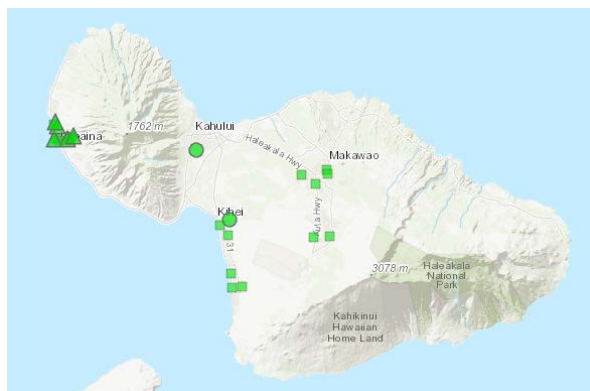 1762 m
Kahului
Haleakala Hwy
Makawao
Kihei
31
3078 m
Haleakala
National
Park
Kahikinui
Hawaiian
Home Land